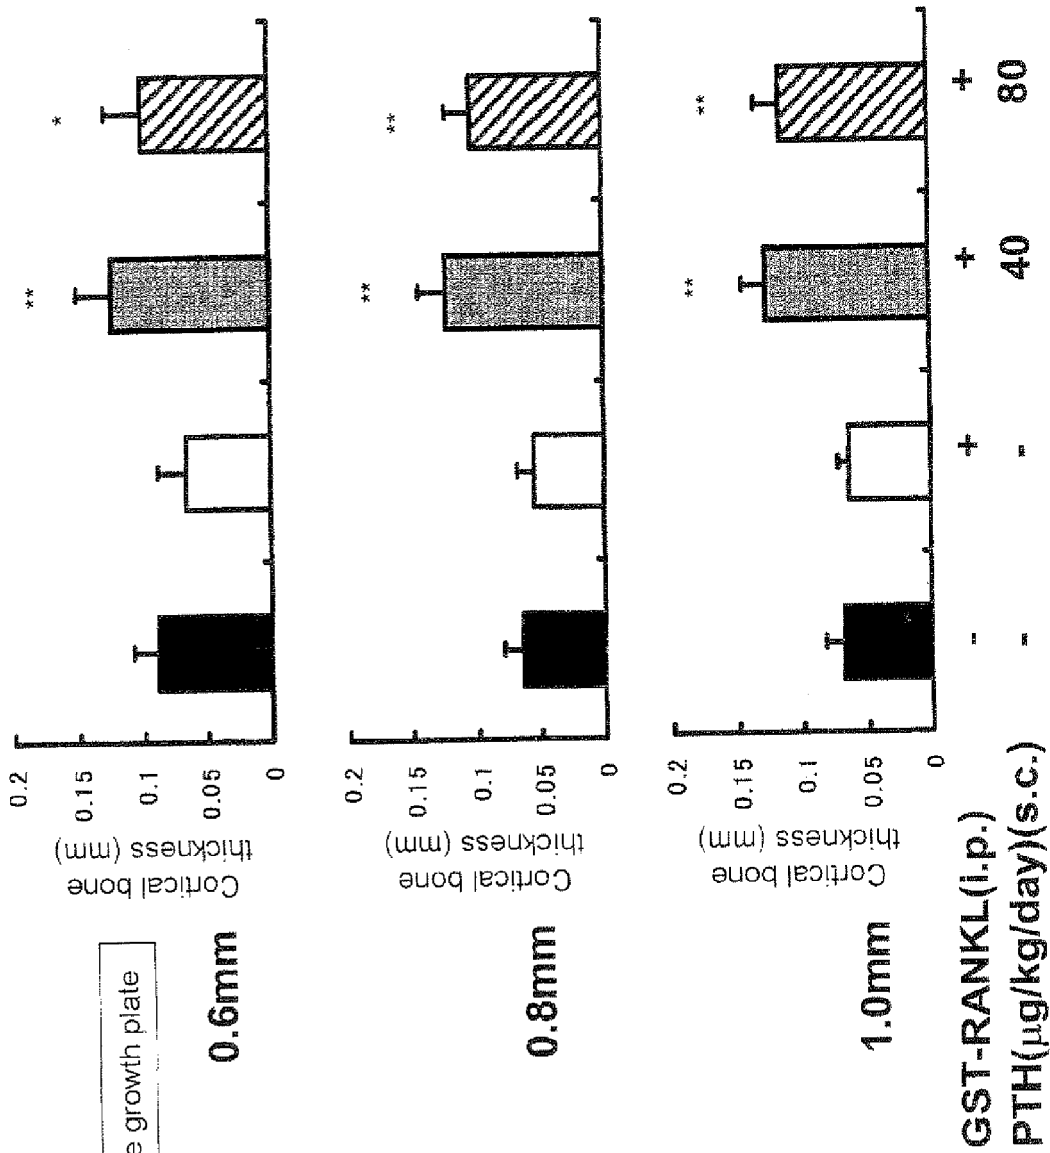 e growth plate
0.6mm
Cortical bone
thickness (mm)
0.2
0.15
0.1
0.05
0
**
*
0.8mm
Cortical bone
thickness (mm)
0.2
0.15
0.1
0.05
0
**
**
1.0mm
Cortical bone
thickness (mm)
0.2
0.15
0.1
0.05
0
**
**
GST-RANKL(i.p.) - + + +
PTH(μg/kg/day)(s.c.) - - 40 80